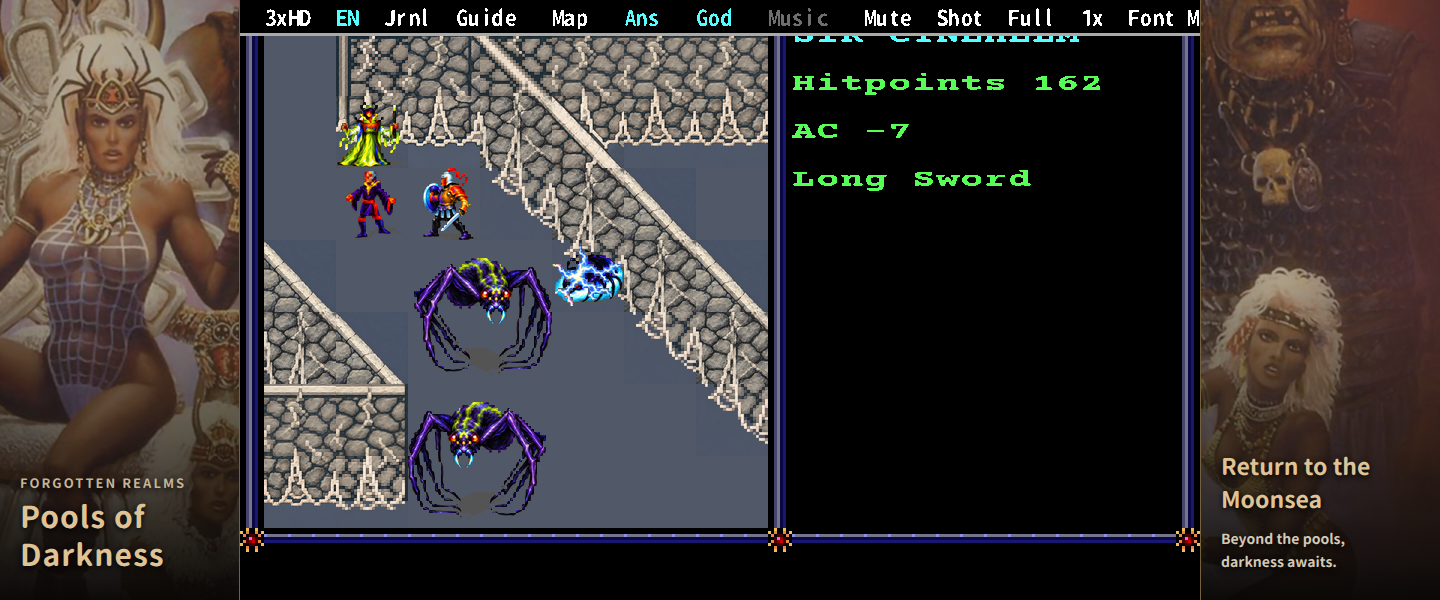 3xHD EN Jrnl Guide Map Ans God Music Mute Shot Full 1x Font M
Hitpoints 162
AC -7
Long Sword
FORGOTTEN REALMS
Pools of
Darkness
Return to the
Moonsea
Beyond the pools,
darkness awaits.